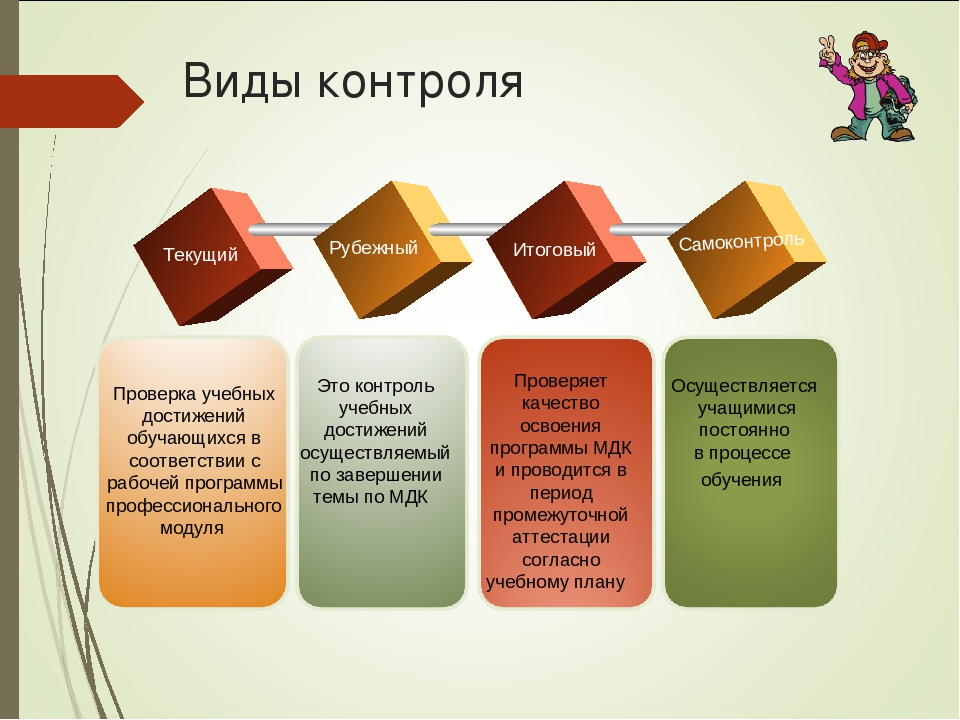 Виды контроля
Текущий
Рубежный
Итоговый
Самоконтроль
Проверка учебных
достижений
обучающихся в
соответствии с
рабочей программы
профессионального
модуля
Это контроль
учебных
достижений
осуществляемый
по завершении
темы по МДК
Проверяет
качество
освоения
программы МДК
и проводится в
период
промежуточной
аттестации
согласно
учебному плану
Осуществляется
учащимися
постоянно
в процессе
обучения